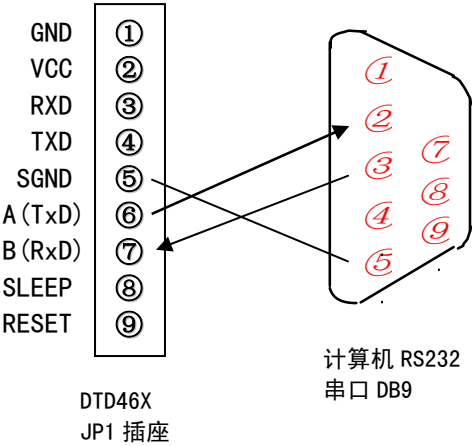 GND ①
VCC ②
RXD ③
TXD ④
SGND ⑤
A(TxD) ⑥
B(RxD) ⑦
SLEEP ⑧
RESET ⑨
①
②
③
④
⑤
⑦
⑧
⑨
DTD46X
JP1 插座
计算机 RS232
串口 DB9